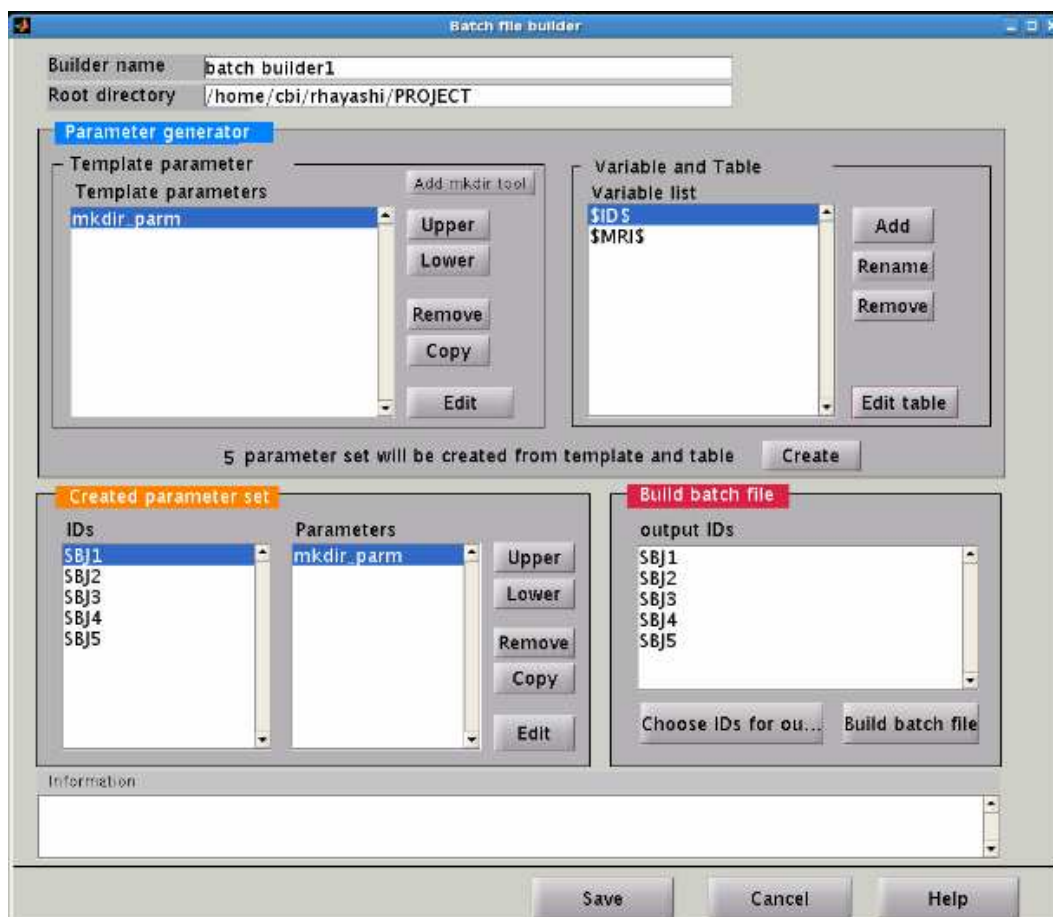 Batch file builder
Builder name batch builder1
Root directory /home/cbi/rhayashi/PROJECT
Parameter generator
Template parameter
Template parameters
Add mkdir tool
mkdir_parm
Upper
Lower
Remove
Copy
Edit
Variable and Table
Variable list
$ID$
$MRI$
Add
Rename
Remove
Edit table
5 parameter set will be created from template and table Create
Created parameter set
IDs
SBJ1
SBJ2
SBJ3
SBJ4
SBJ5
Parameters
mkdir_parm
Upper
Lower
Remove
Copy
Edit
Build batch file
output IDs
SBJ1
SBJ2
SBJ3
SBJ4
SBJ5
Choose IDs for ou... Build batch file
Information
Save Cancel Help